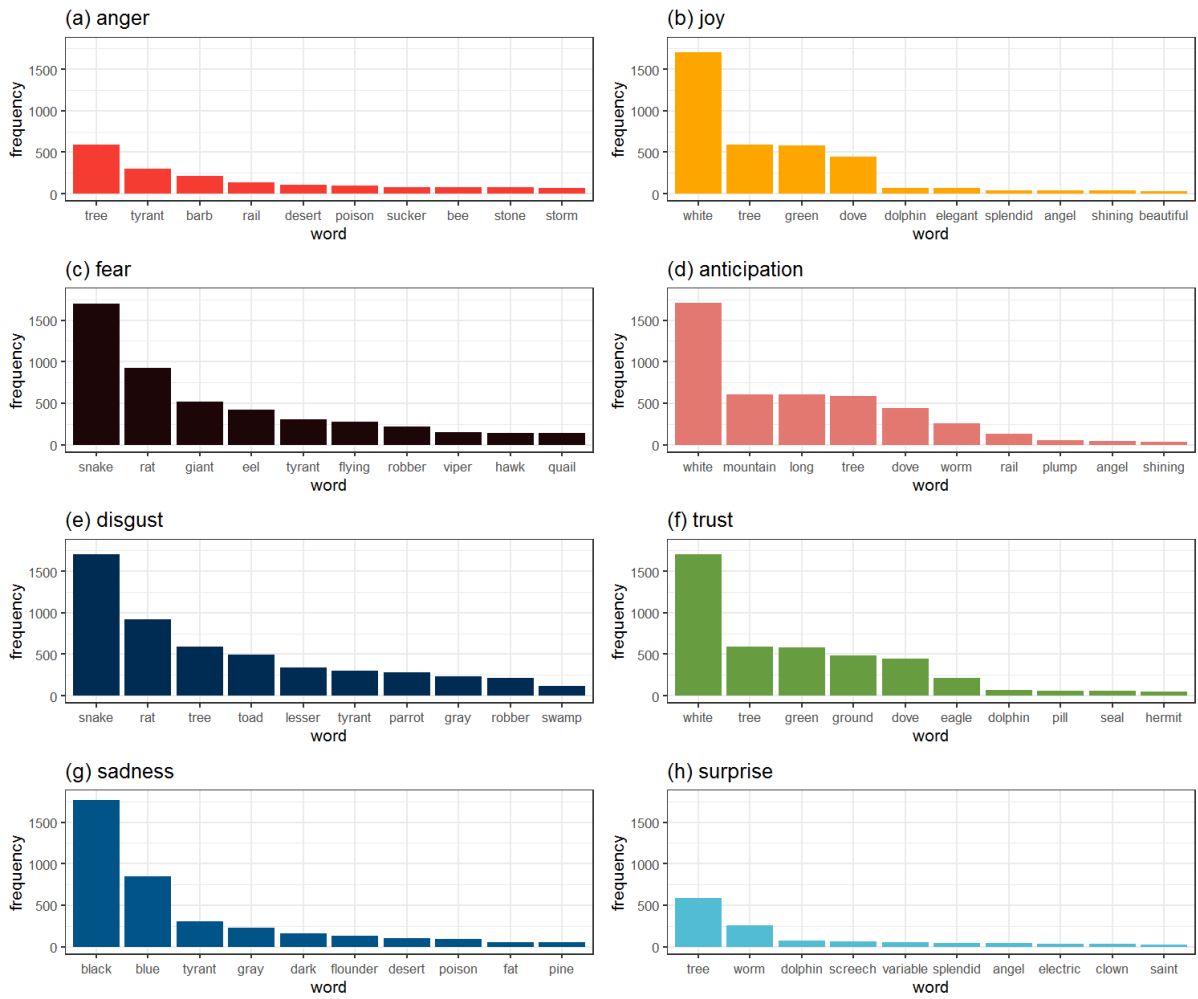 (a) anger
frequency
1500
1000
500
0
tree tyrant barb rail desert poison sucker bee stone storm
word
(b) joy
frequency
1500
1000
500
0
white tree green dove dolphin elegant splendid angel shining beautiful
word
(c) fear
frequency
1500
1000
500
0
snake rat giant eel tyrant flying robber viper hawk quail
word
(d) anticipation
frequency
1500
1000
500
0
white mountain long tree dove worm rail plump angel shining
word
(e) disgust
frequency
1500
1000
500
0
snake rat tree toad lesser tyrant parrot gray robber swamp
word
(f) trust
frequency
1500
1000
500
0
white tree green ground dove eagle dolphin pill seal hermit
word
(g) sadness
frequency
1500
1000
500
0
black blue tyrant gray dark flounder desert poison fat pine
word
(h) surprise
frequency
1500
1000
500
0
tree worm dolphin screech variable splendid angel electric clown saint
word